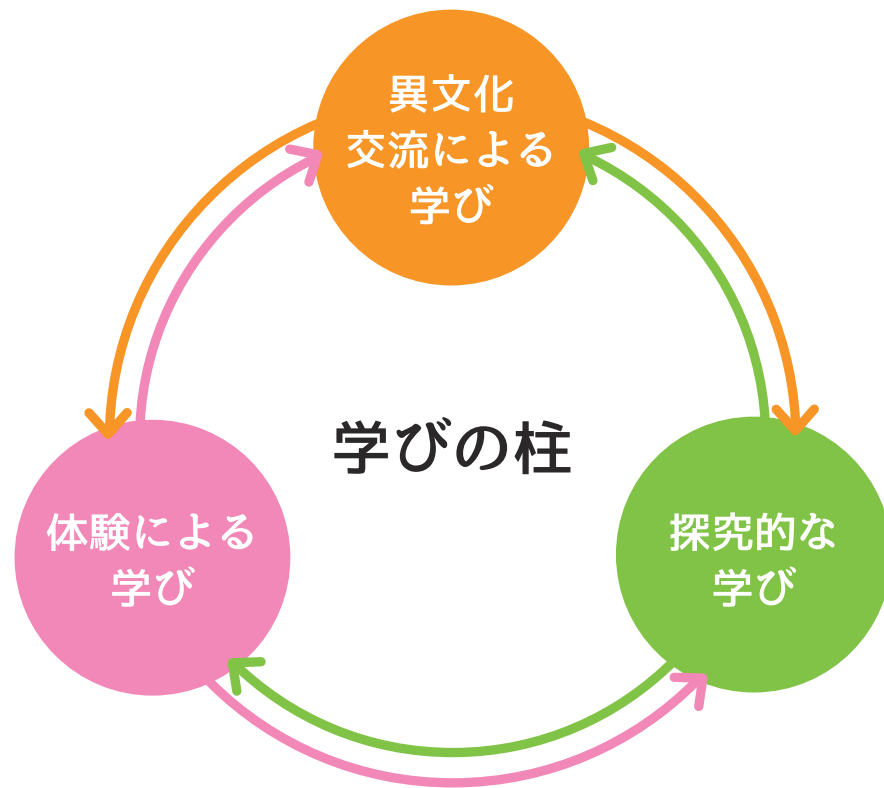 異文化
交流による
学び
学びの柱
体験による
学び
探究的な
学び